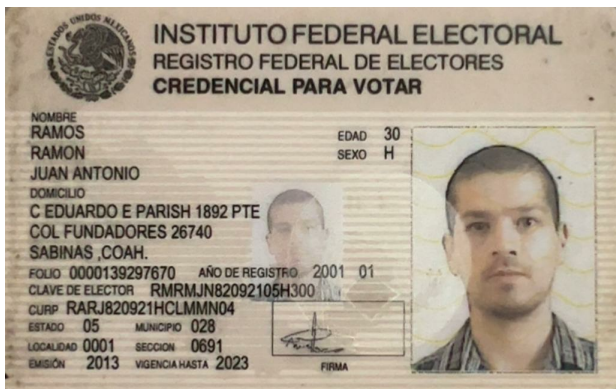 ESTADOS UNIDOS MEXICANOS
INSTITUTO FEDERAL ELECTORAL
REGISTRO FEDERAL DE ELECTORES
CREDENCIAL PARA VOTAR
NOMBRE
RAMOS
RAMON
JUAN ANTONIO
EDAD 30
SEXO H
DOMICILIO
C EDUARDO E PARISH 1892 PTE
COL FUNDADORES 26740
SABINAS ,COAH.
FOLIO 0000139297670 AÑO DE REGISTRO 2001 01
CLAVE DE ELECTOR RMRMJN82092105H300
CURP RARJ820921HCLMMN04
ESTADO 05 MUNICIPIO 028
LOCALIDAD 0001 SECCION 0691
EMISIÓN 2013 VIGENCIA HASTA 2023
FIRMA